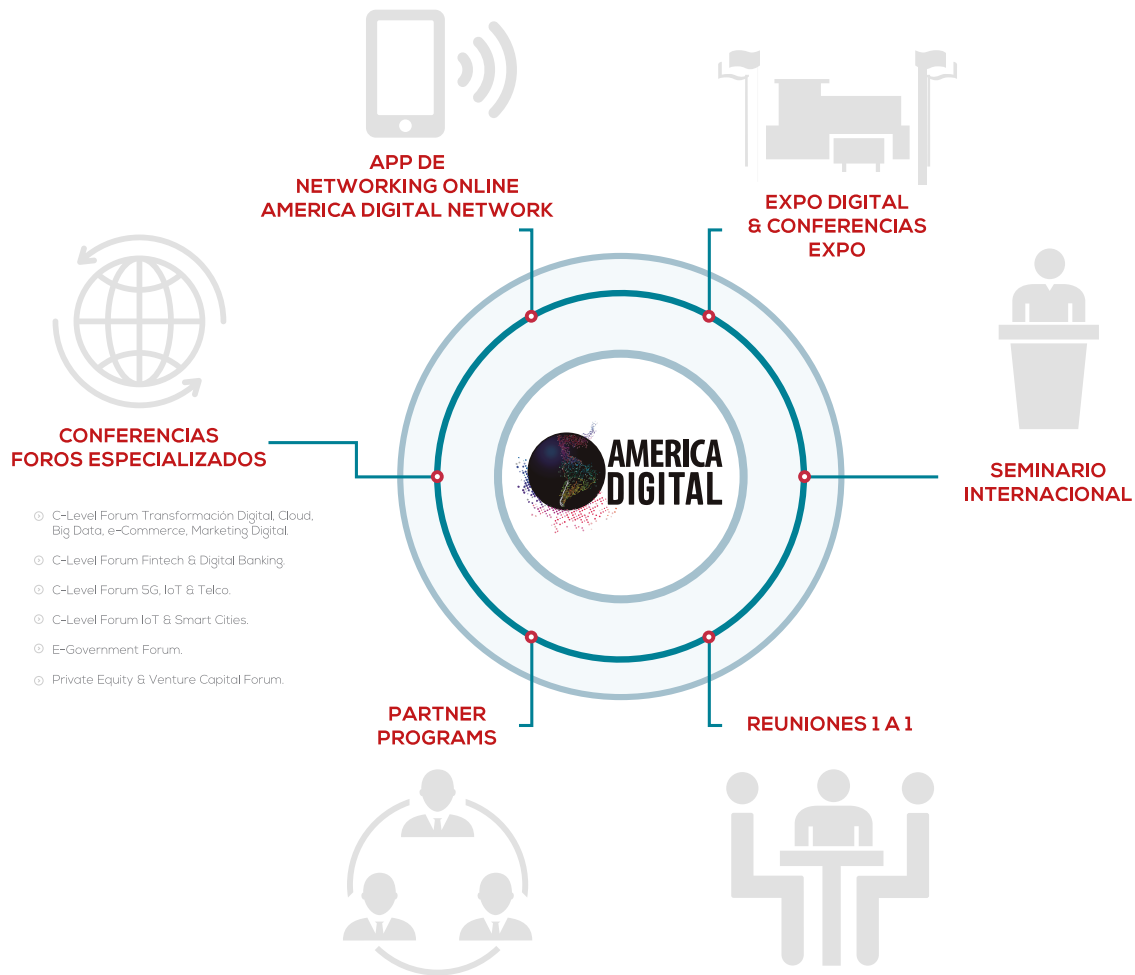 APP DE
NETWORKING ONLINE
AMERICA DIGITAL NETWORK
EXPO DIGITAL
& CONFERENCIAS
EXPO
CONFERENCIAS
FOROS ESPECIALIZADOS
C-Level Forum Transformación Digital, Cloud,
Big Data, e-Commerce, Marketing Digital.
C-Level Forum Fintech & Digital Banking.
C-Level Forum 5G, IoT & Telco.
C-Level Forum IoT & Smart Cities.
E-Government Forum.
Private Equity & Venture Capital Forum.
AMERICA
DIGITAL
SEMINARIO
INTERNACIONAL
PARTNER
PROGRAMS
REUNIONES 1 A 1